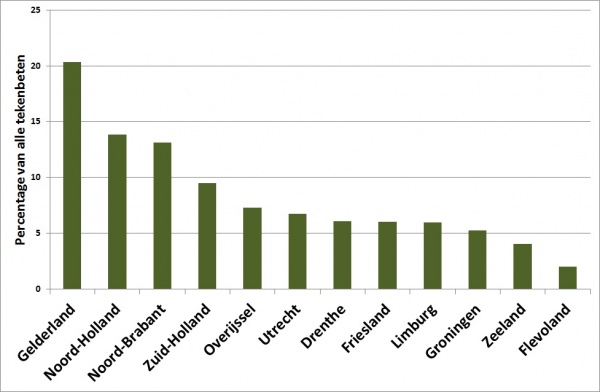 Percentage van alle tekenbeten
25
20
15
10
5
0
Gelderland
Noord-Holland
Noord-Brabant
Zuid-Holland
Overijssel
Utrecht
Drenthe
Friesland
Limburg
Groningen
Zeeland
Flevoland